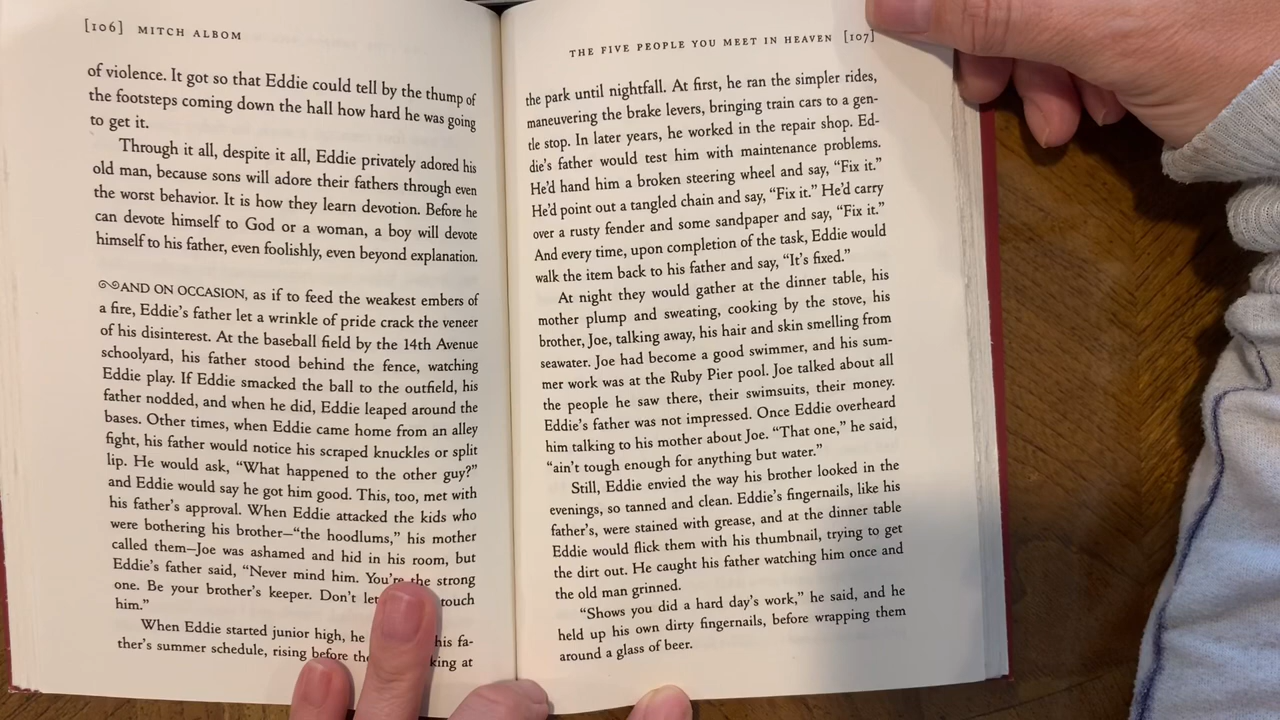 [106] MITCH ALBOM
of violence. It got so that Eddie could tell by the thump of
the footsteps coming down the hall how hard he was going
to get it.
Through it all, despite it all, Eddie privately adored his
old man, because sons will adore their fathers through even
the worst behavior. It is how they learn devotion. Before he
can devote himself to God or a woman, a boy will devote
himself to his father, even foolishly, even beyond explanation.
AND ON OCCASION, as if to feed the weakest embers of
a fire, Eddie's father let a wrinkle of pride crack the veneer
of his disinterest. At the baseball field by the 14th Avenue
schoolyard, his father stood behind the fence, watching
Eddie play. If Eddie smacked the ball to the outfield, his
father nodded, and when he did, Eddie leaped around the
bases. Other times, when Eddie came home from an alley
fight, his father would notice his scraped knuckles or split
lip. He would ask, “What happened to the other guy?”
and Eddie would say he got him good. This, too, met with
his father's approval. When Eddie attacked the kids who
were bothering his brother—“the hoodlums,” his mother
called them—Joe was ashamed and hid in his room, but
Eddie's father said, “Never mind him. You're the strong
one. Be your brother's keeper. Don't let touch
him.”
When Eddie started junior high, he his fa-
ther's summer schedule, rising before the king at
THE FIVE PEOPLE YOU MEET IN HEAVEN [107]
the park until nightfall. At first, he ran the simpler rides,
maneuvering the brake levers, bringing train cars to a gen-
tle stop. In later years, he worked in the repair shop. Ed-
die's father would test him with maintenance problems.
He'd hand him a broken steering wheel and say, “Fix it.”
He'd point out a tangled chain and say, “Fix it.” He'd carry
over a rusty fender and some sandpaper and say, “Fix it.”
And every time, upon completion of the task, Eddie would
walk the item back to his father and say, “It's fixed.”
At night they would gather at the dinner table, his
mother plump and sweating, cooking by the stove, his
brother, Joe, talking away, his hair and skin smelling from
seawater. Joe had become a good swimmer, and his sum-
mer work was at the Ruby Pier pool. Joe talked about all
the people he saw there, their swimsuits, their money.
Eddie's father was not impressed. Once Eddie overheard
him talking to his mother about Joe. “That one,” he said,
“ain't tough enough for anything but water.”
Still, Eddie envied the way his brother looked in the
evenings, so tanned and clean. Eddie's fingernails, like his
father's, were stained with grease, and at the dinner table
Eddie would flick them with his thumbnail, trying to get
the dirt out. He caught his father watching him once and
the old man grinned.
“Shows you did a hard day's work,” he said, and he
held up his own dirty fingernails, before wrapping them
around a glass of beer.